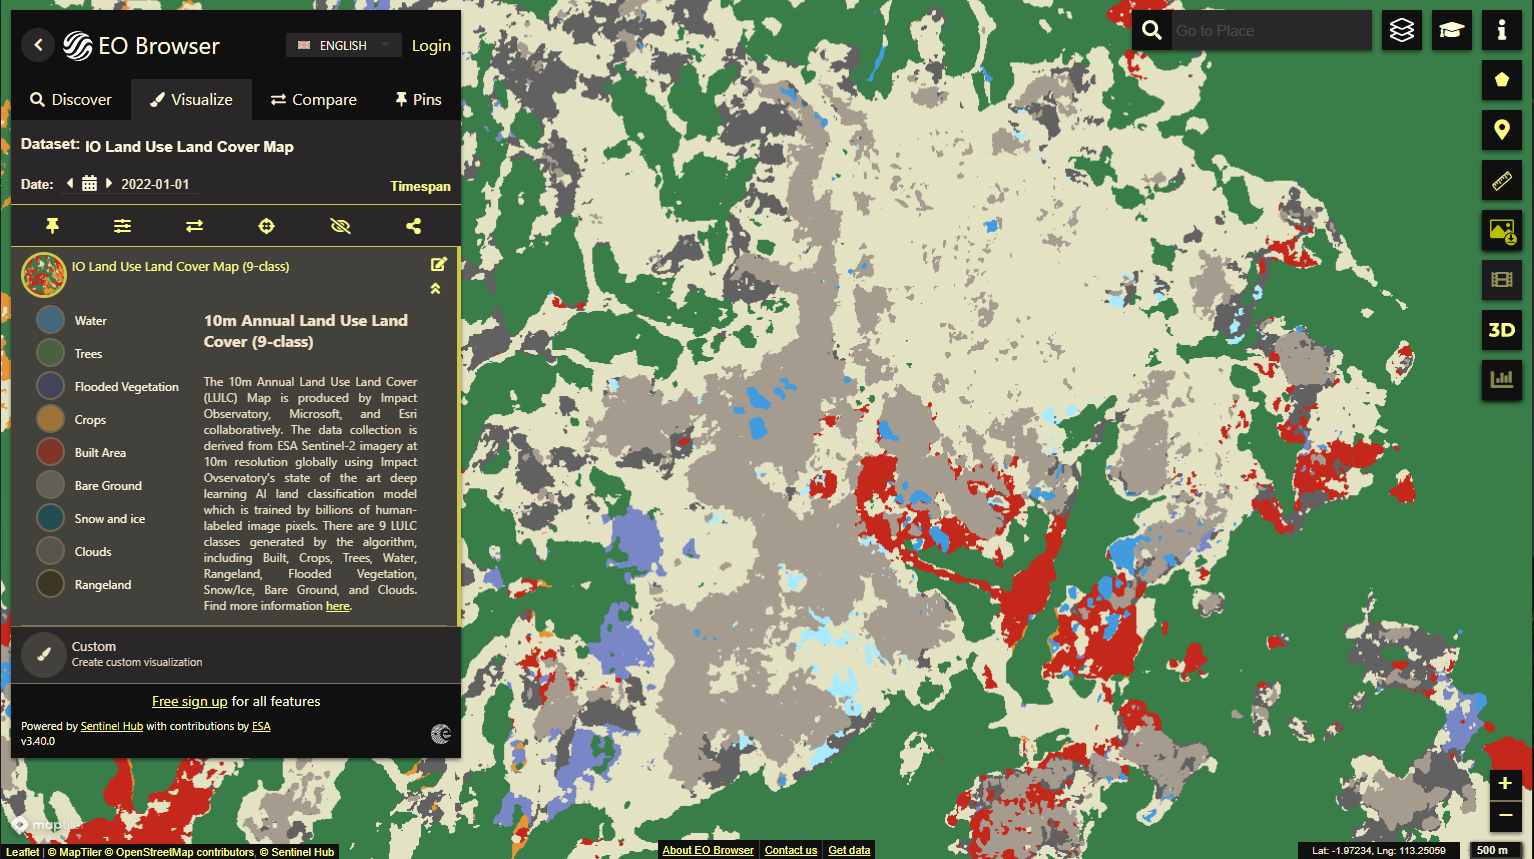 EO Browser
ENGLISH
Login
Go to Place
Discover
Visualize
Compare
Pins
Dataset: IO Land Use Land Cover Map
Date: 2022-01-01
Timespan
IO Land Use Land Cover Map (9-class)
Water
Trees
Flooded Vegetation
Crops
Built Area
Bare Ground
Snow and ice
Clouds
Rangeland
10m Annual Land Use Land
Cover (9-class)
The 10m Annual Land Use Land Cover
(LULC) Map is produced by Impact
Observatory, Microsoft, and Esri
collaboratively. The data collection is
derived from ESA Sentinel-2 imagery at
10m resolution globally using Impact
Ovservatory's state of the art deep
learning AI land classification model
which is trained by billions of human-
labeled image pixels. There are 9 LULC
classes generated by the algorithm,
including Built, Crops, Trees, Water,
Rangeland, Flooded Vegetation,
Snow/Ice, Bare Ground, and Clouds.
Find more information here.
Custom
Create custom visualization
Free sign up for all features
Powered by Sentinel Hub with contributions by ESA
v3.40.0
3D
maptiler
Leaflet | © MapTiler © OpenStreetMap contributors, © Sentinel Hub
About EO Browser
Contact us
Get data
Lat: -1.97234, Lng: 113.25059
500 m